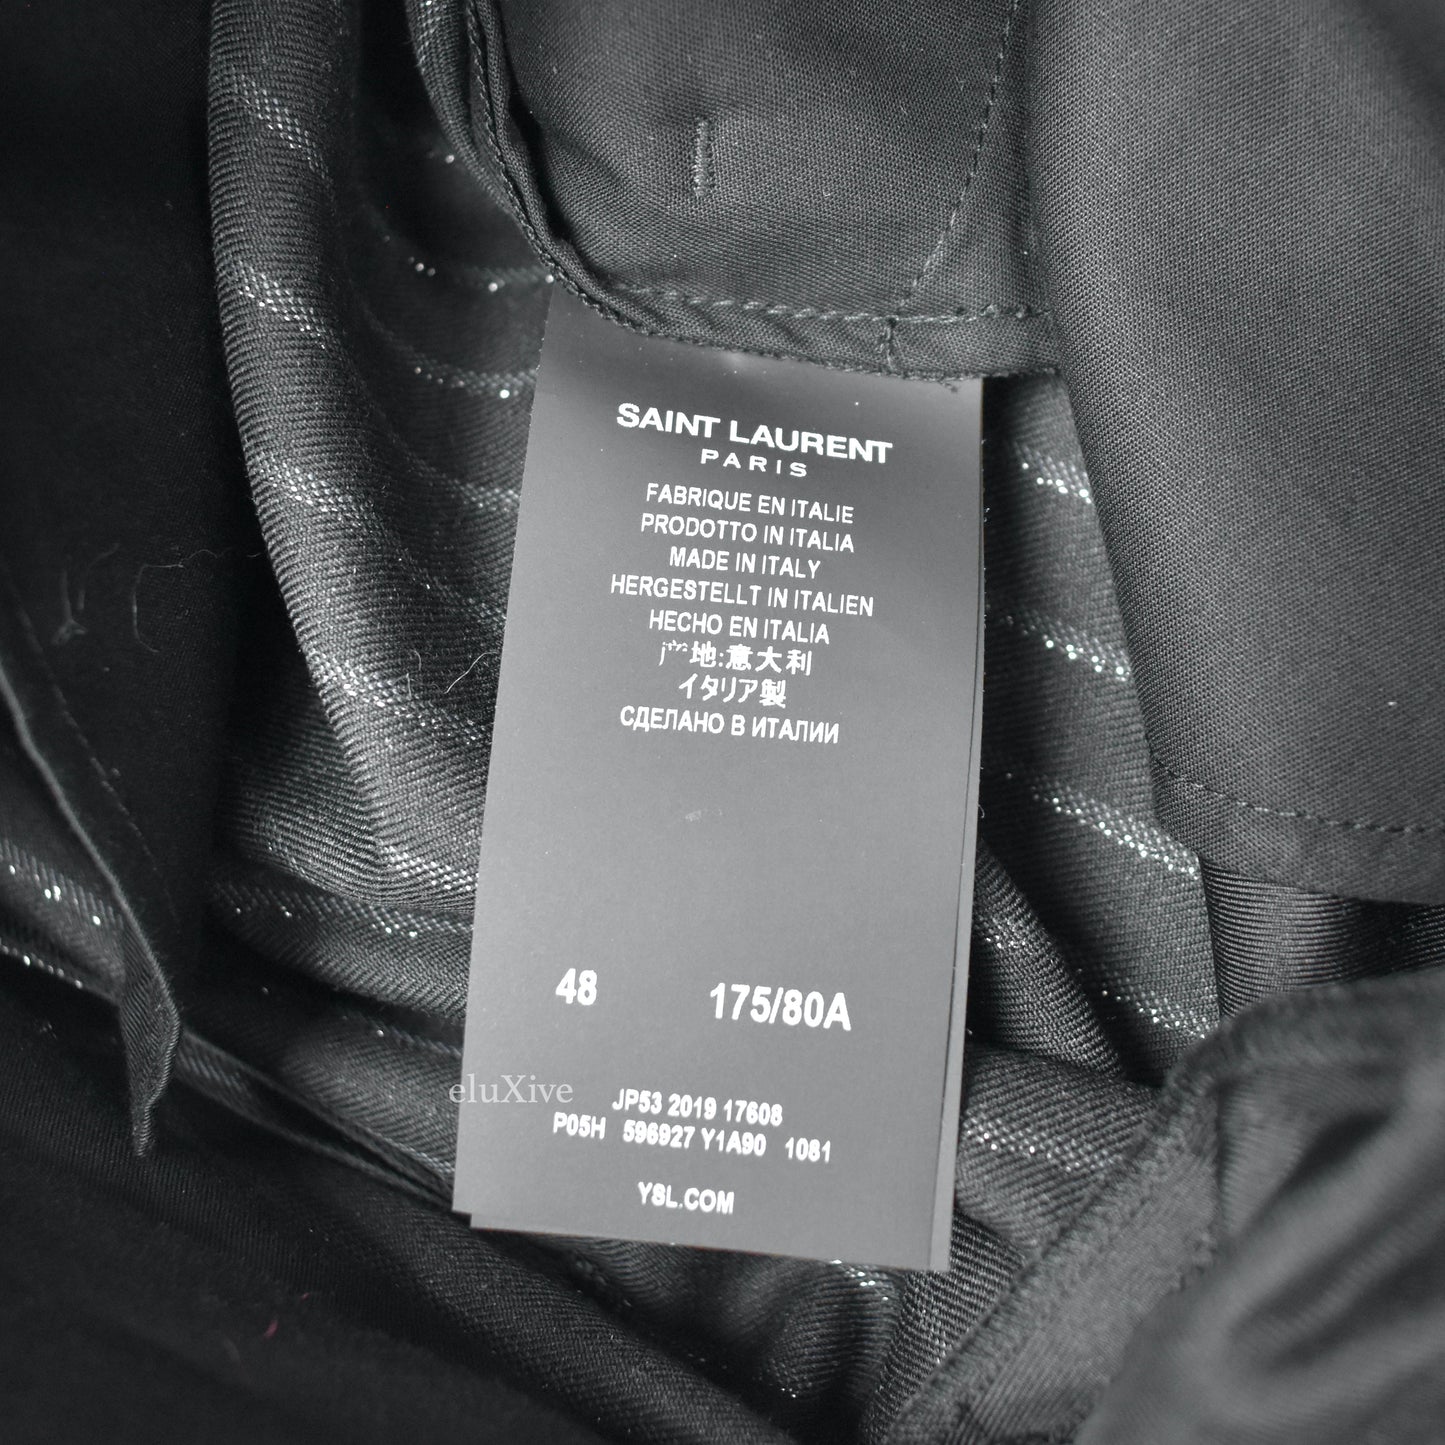 SAINT LAURENT
PARIS
FABRIQUE EN ITALIE
PRODOTTO IN ITALIA
MADE IN ITALY
HERGESTELLT IN ITALIEN
HECHO EN ITALIA
产地:意大利
イタリア製
СДЕЛАНО В ИТАЛИИ
48 175/80A
eluXive
JP53 2019 17608
P05H 596927 Y1A90 1081
YSL.COM